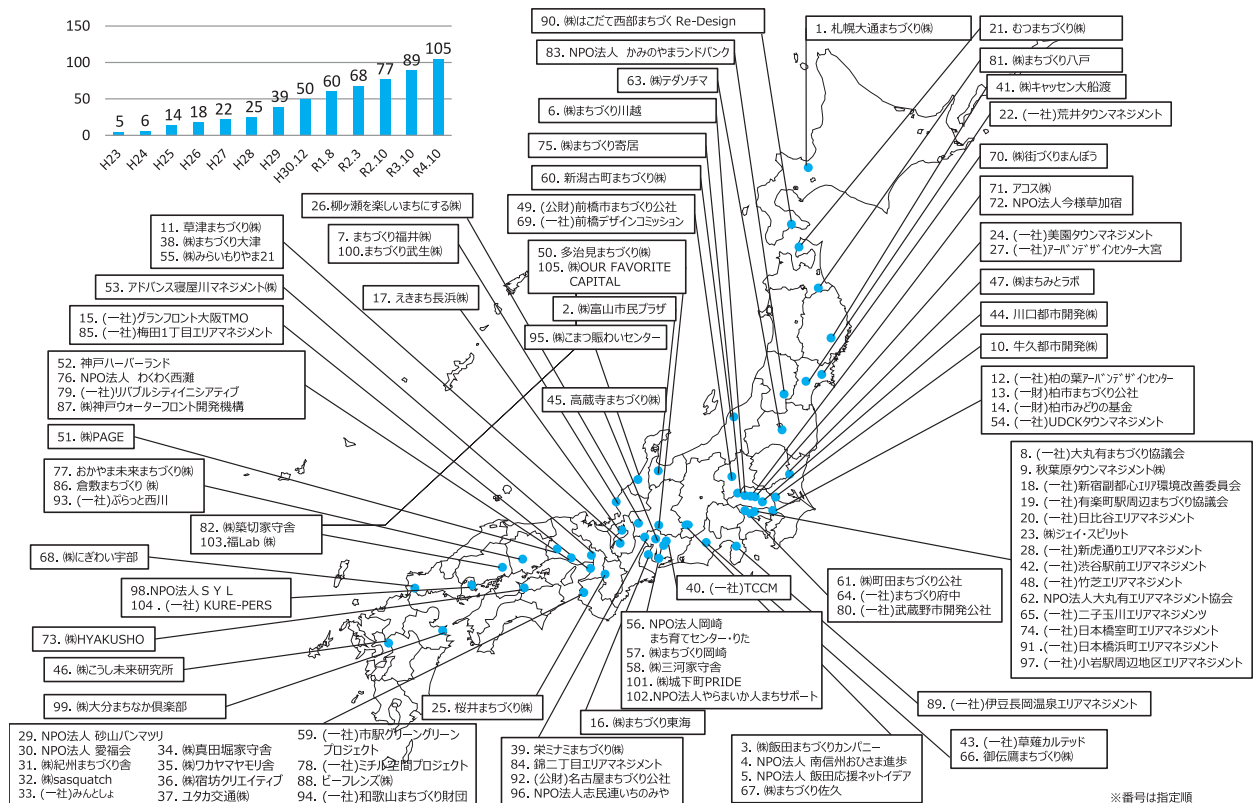 150
100
50
0
5
6
14
18
22
25
39
50
60
68
77
89
105
H23
H24
H25
H26
H27
H28
H29
H30.12
R1.8
R2.3
R2.10
R3.10
R4.10
90. ㈱はこだて西部まちづく Re-Design
83. NPO法人 かみのやまランドバンク
63. ㈱テダソチマ
6. ㈱まちづくり川越
75. ㈱まちづくり寄居
60. 新潟古町まちづくり㈱
49. (公財)前橋市まちづくり公社
69. (一社)前橋デザインコミッション
50. 多治見まちづくり㈱
105. ㈱OUR FAVORITE
CAPITAL
2. ㈱富山市民プラザ
95. ㈱こまつ賑わいセンター
45. 高蔵寺まちづくり㈱
1. 札幌大通まちづくり㈱
21. むつまちづくり㈱
81. ㈱まちづくり八戸
41. ㈱キャッセン大船渡
22. (一社)荒井タウンマネジメント
70. ㈱街づくりまんぼう
71. アコス㈱
72. NPO法人今様草加宿
24. (一社)美園タウンマネジメント
27. (一社)アーバンデザインセンター大宮
47. ㈱まちみとラボ
44. 川口都市開発㈱
10. 牛久都市開発㈱
12. (一社)柏の葉アーバンデザインセンター
13. (一財)柏市まちづくり公社
14. (一財)柏市みどりの基金
54. (一社)UDCKタウンマネジメント
8. (一社)大丸有まちづくり協議会
9. 秋葉原タウンマネジメント㈱
18. (一社)新宿副都心エリア環境改善委員会
19. (一社)有楽町駅周辺まちづくり協議会
20. (一社)日比谷エリアマネジメント
23. ㈱ジェイ・スピリット
28. (一社)新虎通りエリアマネジメント
42. (一社)渋谷駅前エリアマネジメント
48. (一社)竹芝エリアマネジメント
62. NPO法人大丸有エリアマネジメント協会
65. (一社)二子玉川エリアマネジメンツ
74. (一社)日本橋室町エリアマネジメント
91. (一社)日本橋浜町エリアマネジメント
97. (一社)小岩駅周辺地区エリアマネジメント
26. 柳ヶ瀬を楽しいまちにする㈱
11. 草津まちづくり㈱
38. ㈱まちづくり大津
55. ㈱みらいもりやま21
7. まちづくり福井㈱
100. まちづくり武生㈱
53. アドバンス寝屋川マネジメント㈱
17. えきまち長浜㈱
15. (一社)グランフロント大阪TMO
85. (一社)梅田1丁目エリアマネジメント
52. 神戸ハーバーランド
76. NPO法人 わくわく西灘
79. (一社)リバブルシティイニシアティブ
87. ㈱神戸ウォーターフロント開発機構
51. ㈱PAGE
77. おかやま未来まちづくり㈱
86. 倉敷まちづくり ㈱
93. (一社)ぶらっと西川
82. ㈱築切家守舎
103. 福Lab ㈱
68. ㈱にぎわい宇部
98.NPO法人ＳＹＬ
104. (一社) KURE-PERS
73. ㈱HYAKUSHO
46. ㈱こうし未来研究所
99. ㈱大分まちなか倶楽部
25. 桜井まちづくり㈱
40. (一社)TCCM
61. ㈱町田まちづくり公社
64. (一社)まちづくり府中
80. (一社)武蔵野市開発公社
56. NPO法人岡崎
まち育てセンター・りた
57. ㈱まちづくり岡崎
58. ㈱三河家守舎
101. ㈱城下町PRIDE
102. NPO法人やらまいか人まちサポート
16. ㈱まちづくり東海
89. (一社)伊豆長岡温泉エリアマネジメント
43. (一社)草薙カルテッド
66. 御伝鷹まちづくり㈱
29. NPO法人 砂山バンマツリ
30. NPO法人 愛福会
31. ㈱紀州まちづくり舎
32. ㈱sasquatch
33. (一社)みんとしょ
34. ㈱真田堀家守舎
35. ㈱ワカヤマヤモリ舎
36. ㈱宿坊クリエイティブ
37. ユタカ交通㈱
59. (一社)市駅グリーングリーン
プロジェクト
78. (一社)ミチル空間プロジェクト
88. ビーフレンズ㈱
94. (一社)和歌山まちづくり財団
39. 栄ミナミまちづくり㈱
84. 錦二丁目エリアマネジメント
92. (公財)名古屋まちづくり公社
96. NPO法人志民連いちのみや
3. ㈱飯田まちづくりカンパニー
4. NPO法人 南信州おひさま進歩
5. NPO法人 飯田応援ネットイデア
67. ㈱まちづくり佐久
※番号は指定順